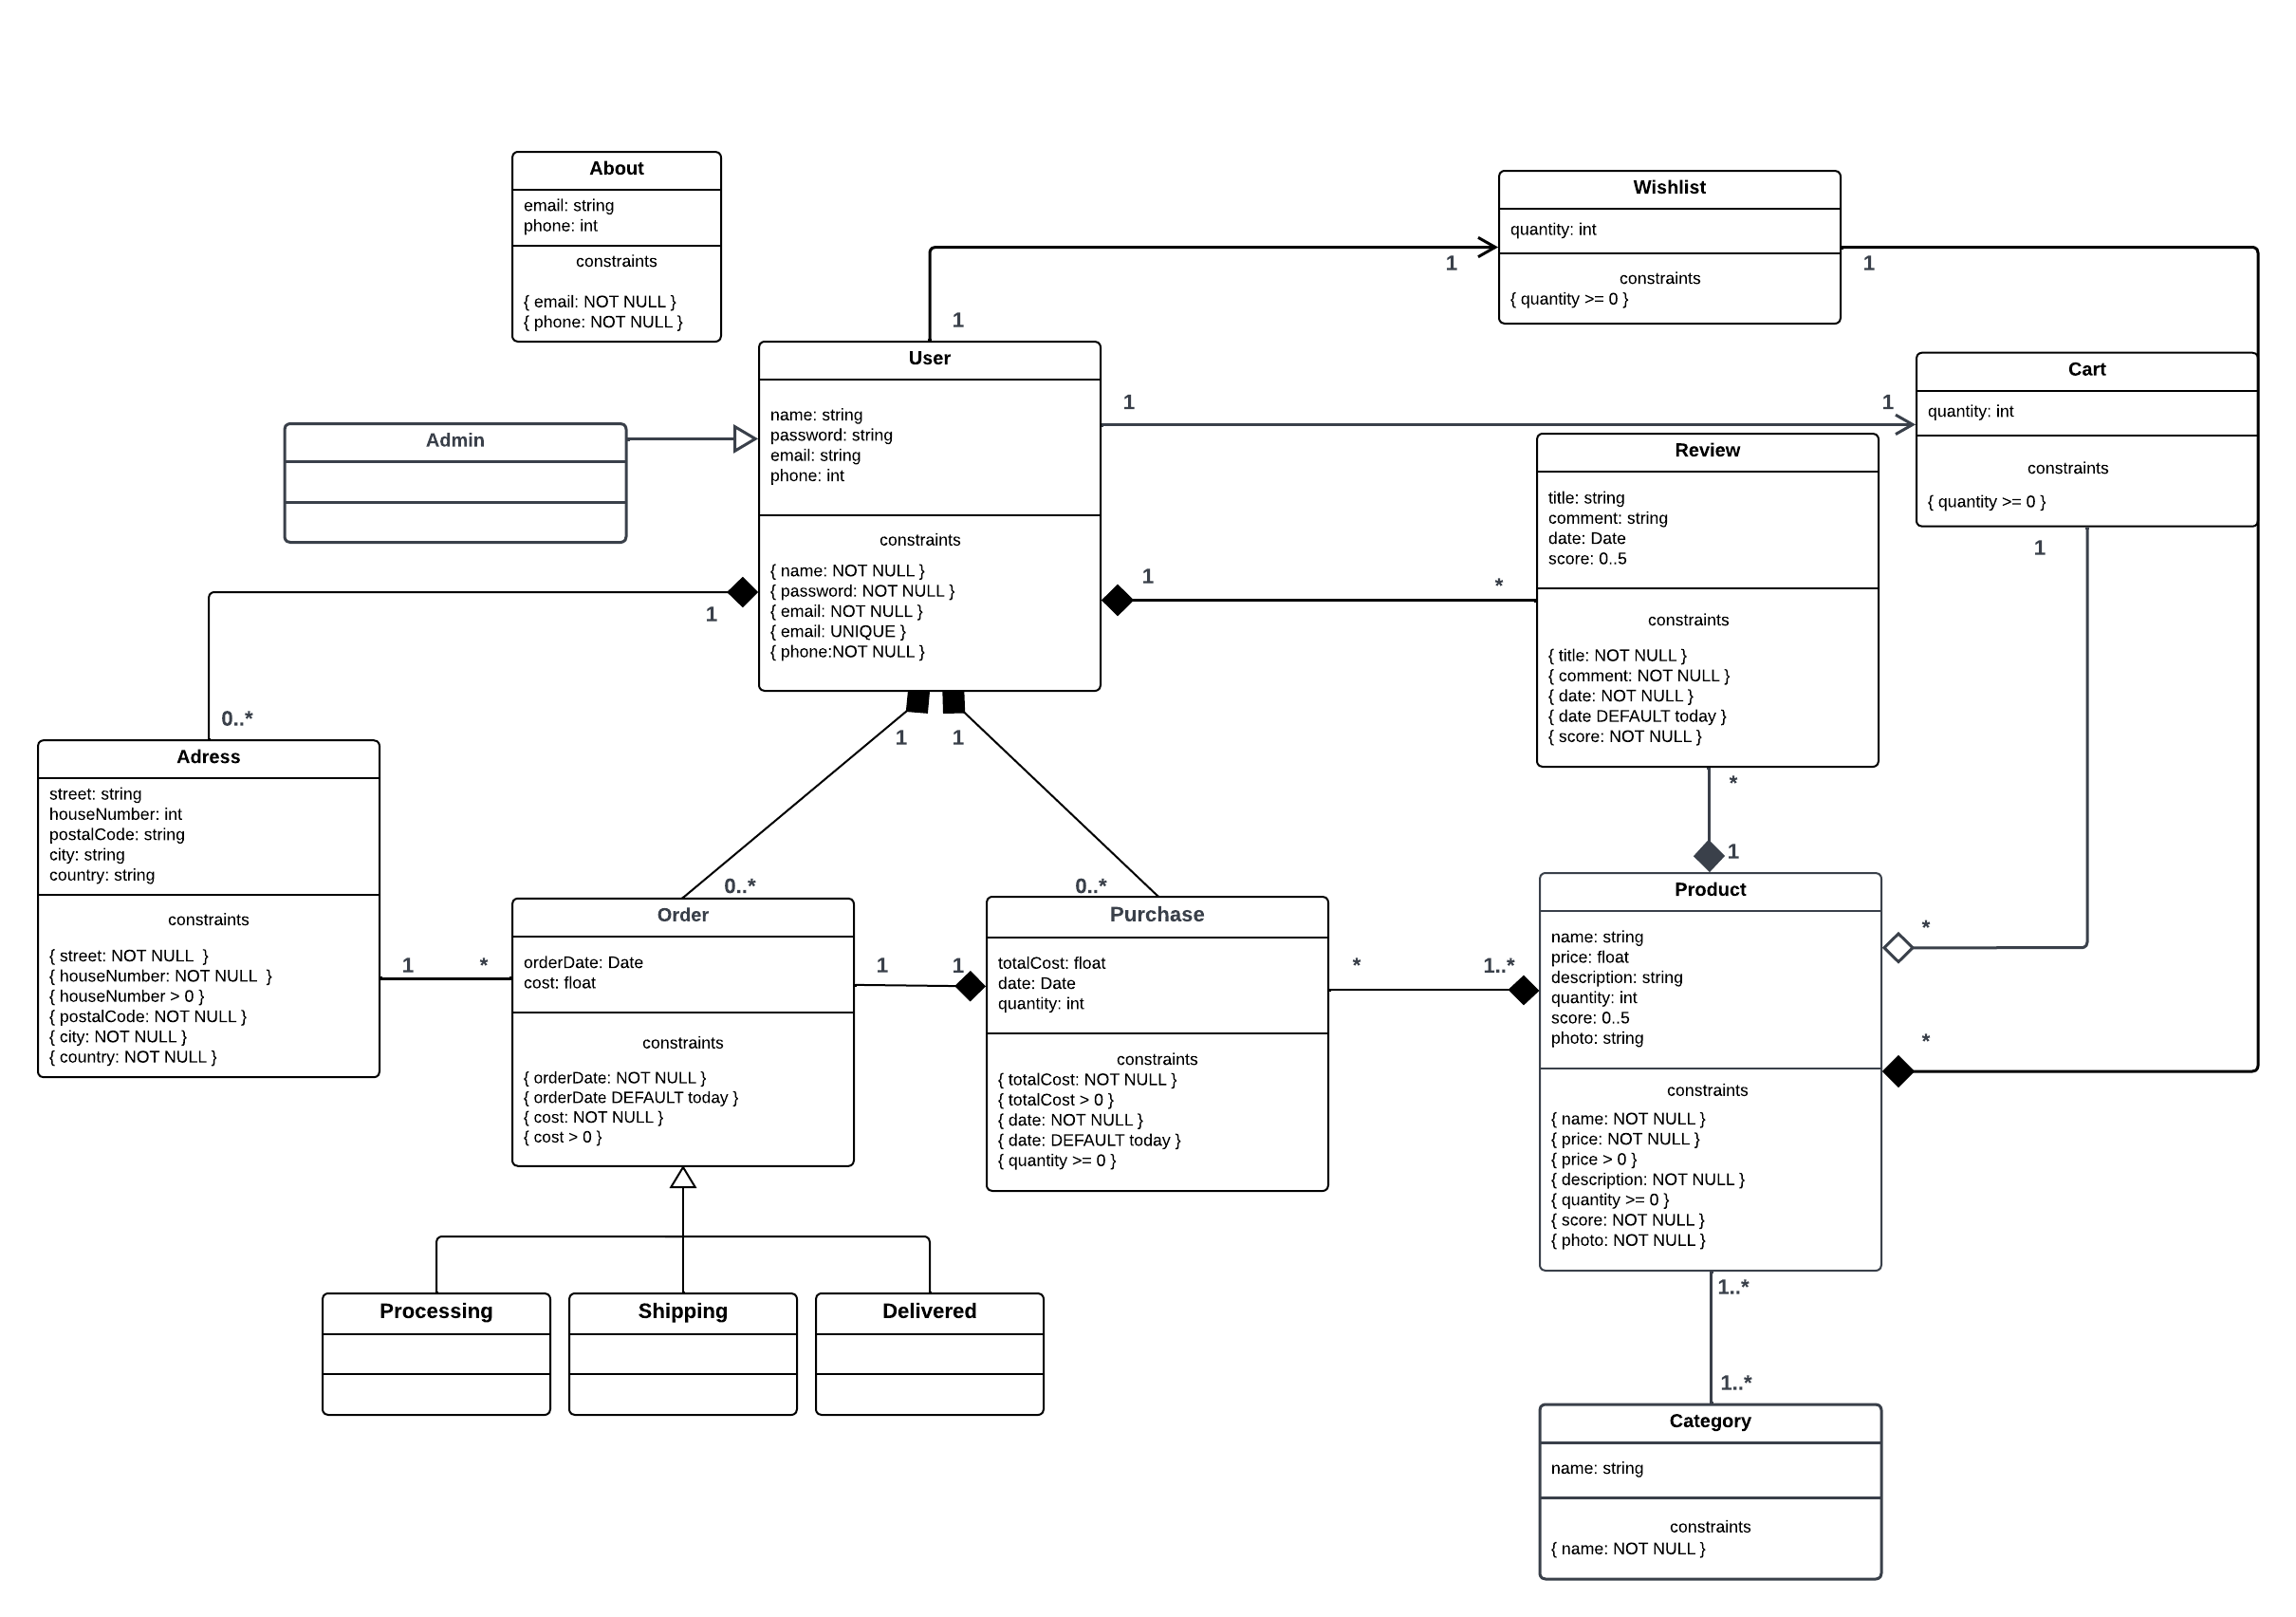 About
email: string
phone: int
constraints
{ email: NOT NULL }
{ phone: NOT NULL }
Wishlist
quantity: int
constraints
{ quantity >= 0 }
1
1
1
User
name: string
password: string
email: string
phone: int
constraints
{ name: NOT NULL }
{ password: NOT NULL }
{ email: NOT NULL }
{ email: UNIQUE }
{ phone:NOT NULL }
1
1
Cart
quantity: int
constraints
{ quantity >= 0 }
1
Admin
Review
title: string
comment: string
date: Date
score: 0..5
constraints
{ title: NOT NULL }
{ comment: NOT NULL }
{ date: NOT NULL }
{ date DEFAULT today }
{ score: NOT NULL }
1
*
1
0..*
1
1
*
1
Adress
street: string
houseNumber: int
postalCode: string
city: string
country: string
constraints
{ street: NOT NULL  }
{ houseNumber: NOT NULL  }
{ houseNumber > 0 }
{ postalCode: NOT NULL }
{ city: NOT NULL }
{ country: NOT NULL }
1
*
0..*
0..*
Order
orderDate: Date
cost: float
constraints
{ orderDate: NOT NULL }
{ orderDate DEFAULT today }
{ cost: NOT NULL }
{ cost > 0 }
1
1
Purchase
totalCost: float
date: Date
quantity: int
constraints
{ totalCost: NOT NULL }
{ totalCost > 0 }
{ date: NOT NULL }
{ date: DEFAULT today }
{ quantity >= 0 }
*
1..*
Product
name: string
price: float
description: string
quantity: int
score: 0..5
photo: string
constraints
{ name: NOT NULL }
{ price: NOT NULL }
{ price > 0 }
{ description: NOT NULL }
{ quantity >= 0 }
{ score: NOT NULL }
{ photo: NOT NULL }
*
*
Processing
Shipping
Delivered
1..*
1..*
Category
name: string
constraints
{ name: NOT NULL }